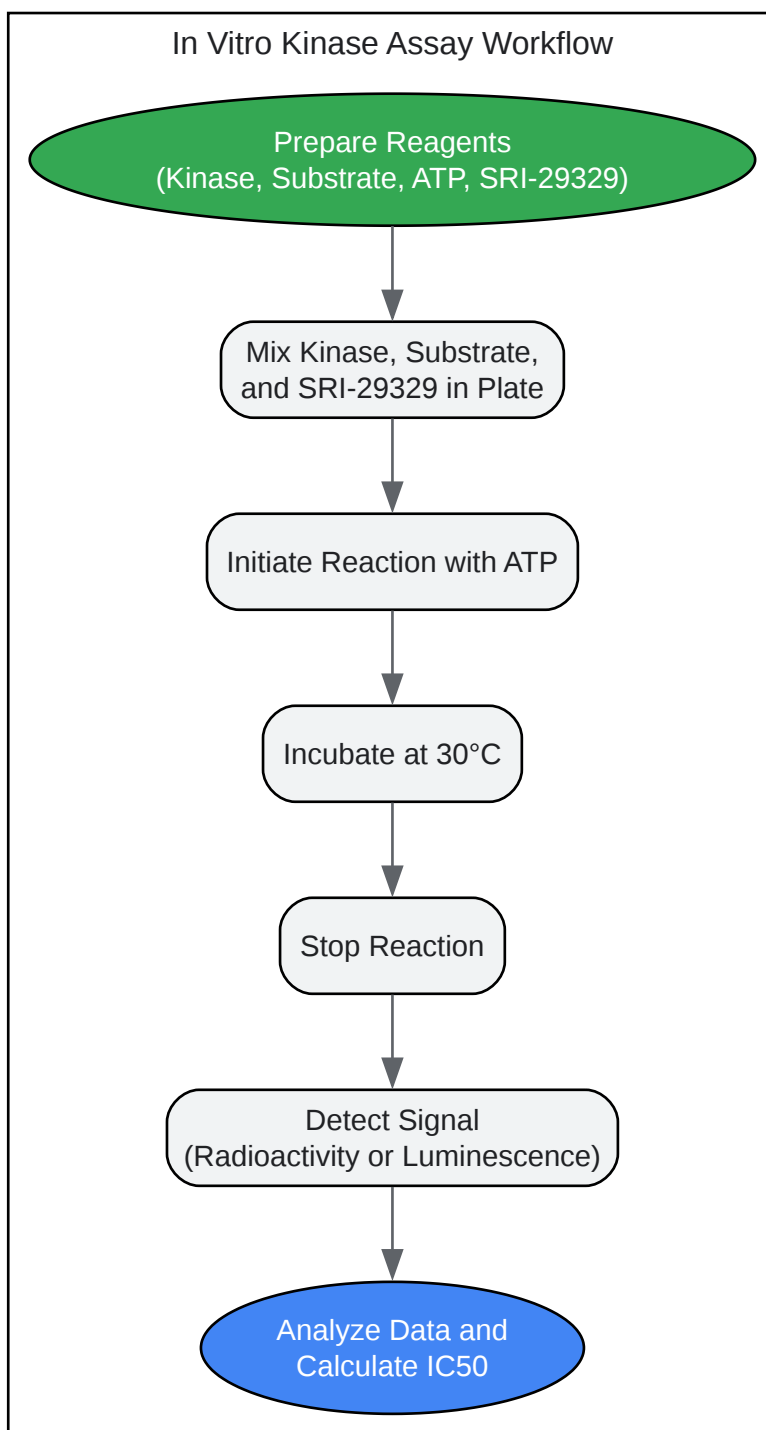 In Vitro Kinase Assay Workflow
Prepare Reagents
(Kinase, Substrate, ATP, SRI-29329)
Mix Kinase, Substrate,
and SRI-29329 in Plate
Initiate Reaction with ATP
Incubate at 30°C
Stop Reaction
Detect Signal
(Radioactivity or Luminescence)
Analyze Data and
Calculate IC50